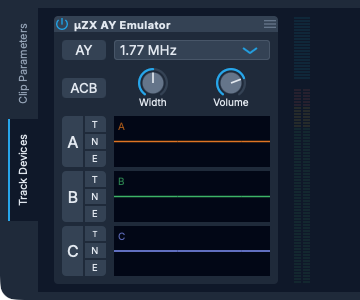 Clip Parameters
Track Devices
µZX AY Emulator
AY
1.77 MHz
ACB
Width
Volume
A
T
N
E
A
B
T
N
E
B
C
T
N
E
C